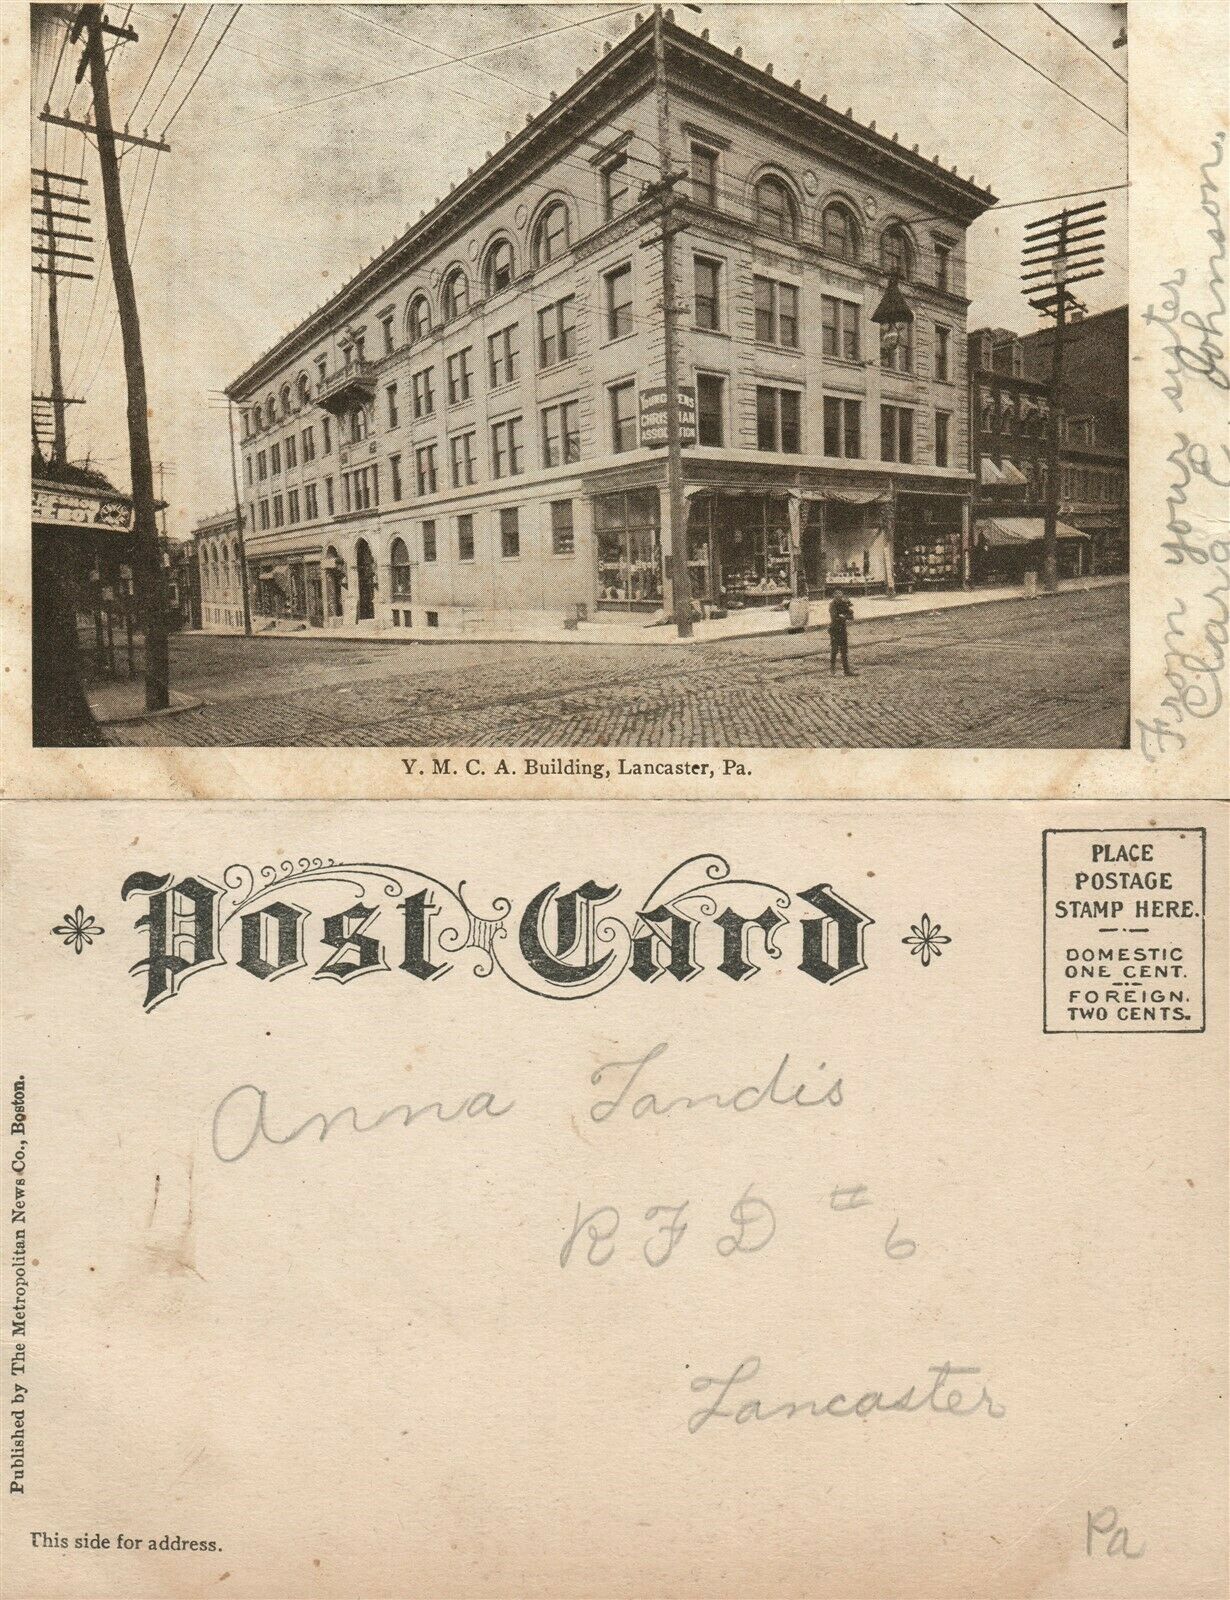 YOUNG MENS
CHRISTIAN
ASSOCIATION
Y. M. C. A. Building, Lancaster, Pa.
From your sister
Clara E Johnson.
Post Card
PLACE
POSTAGE
STAMP HERE.
DOMESTIC
ONE CENT.
FOREIGN.
TWO CENTS.
Anna Landis
R F D # 6
Lancaster
Pa
Published by The Metropolitan News Co., Boston.
This side for address.